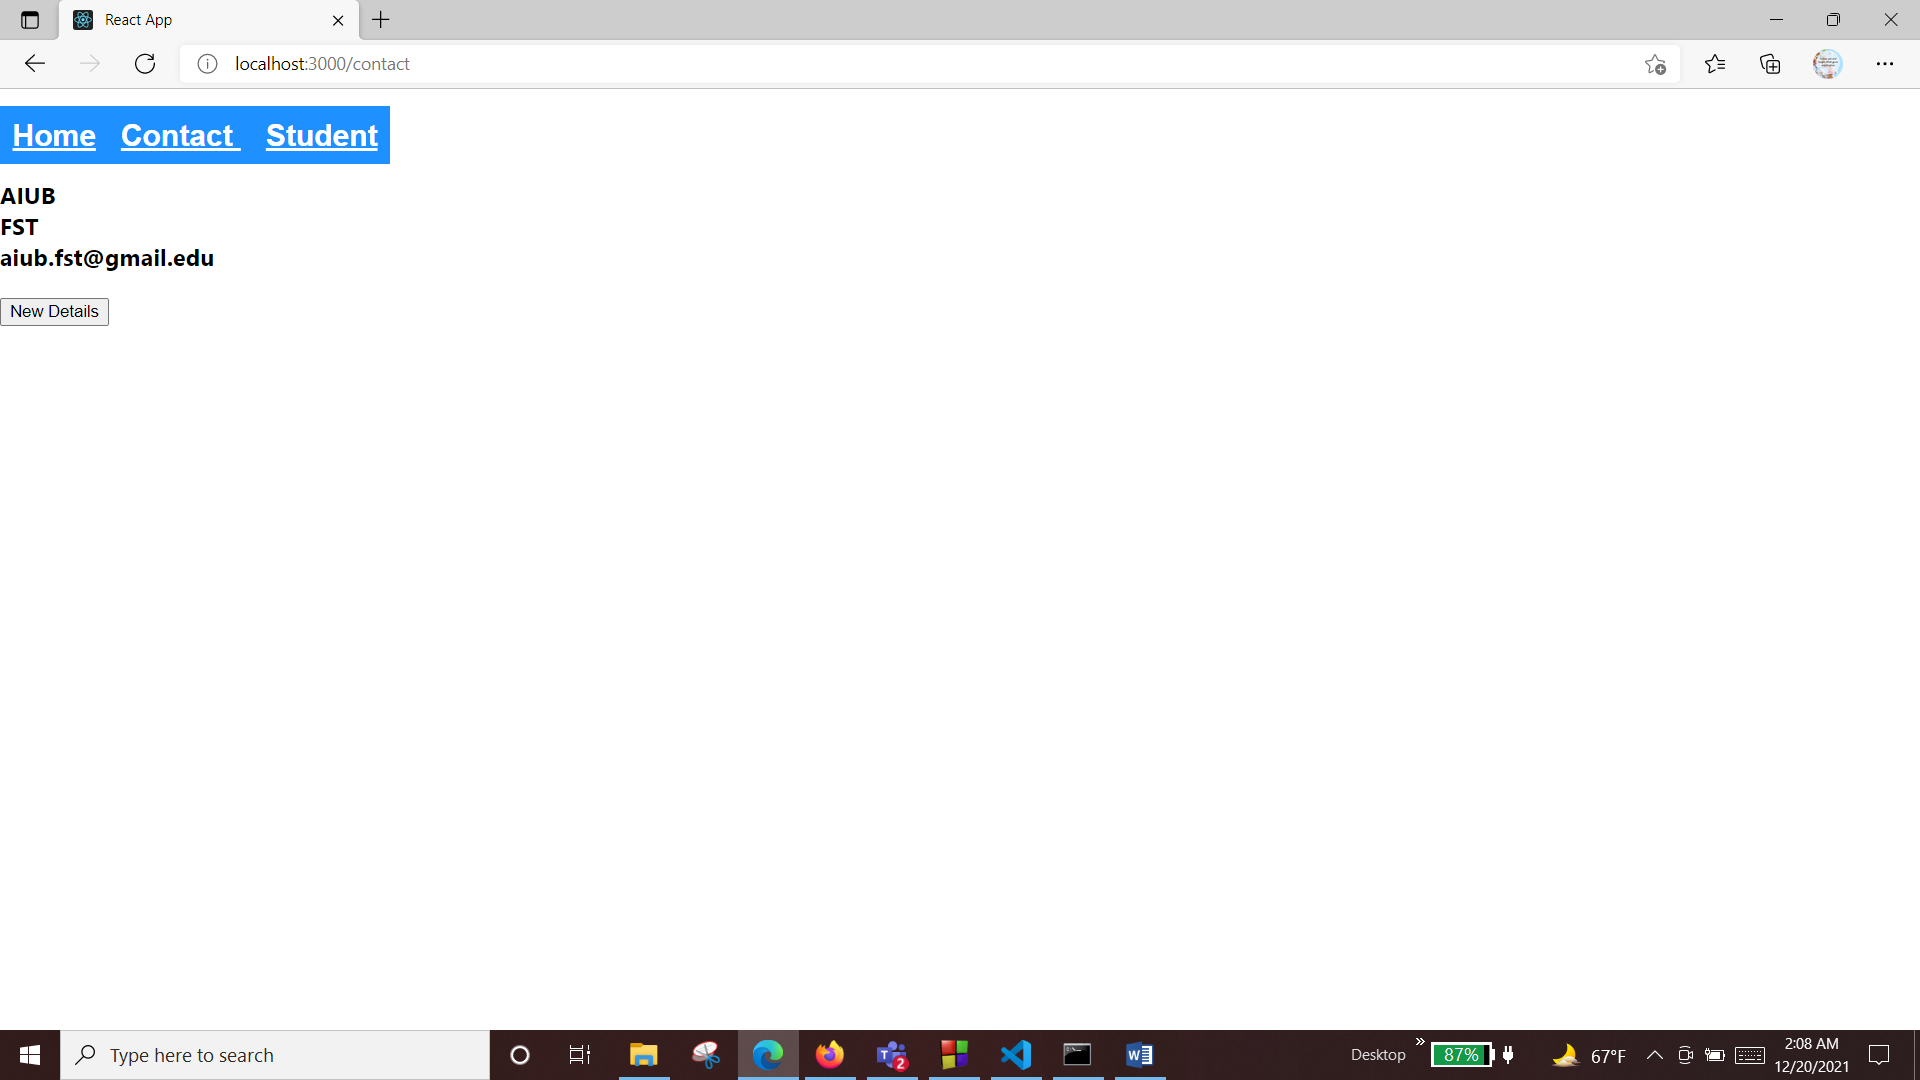 React App
localhost:3000/contact
Home Contact Student
AIUB
FST
aiub.fst@gmail.edu
New Details
Type here to search
Desktop
87%
67°F
2:08 AM
12/20/2021